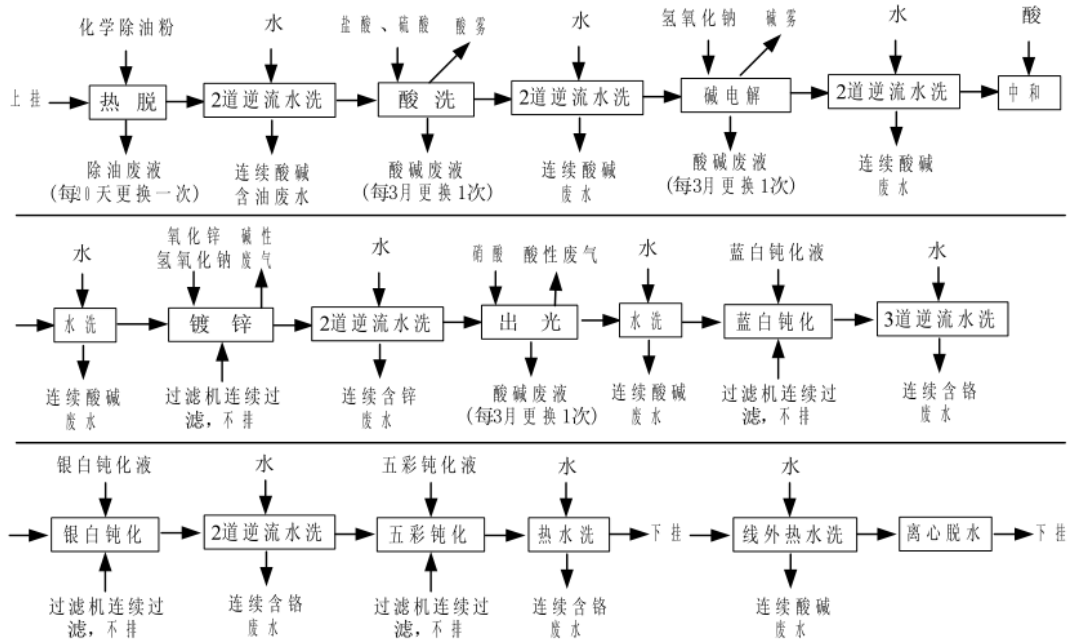 化学除油粉
水
盐酸、硫酸 酸雾
水
氢氧化钠 碱雾
水
酸
上挂
热脱
2道逆流水洗
酸洗
2道逆流水洗
碱电解
2道逆流水洗
中和
除油废液
(每20天更换一次)
连续酸碱
含油废水
酸碱废液
(每3月更换1次)
连续酸碱
废水
酸碱废液
(每3月更换1次)
连续酸碱
废水
水
氧化锌 碱性
氢氧化钠 废气
水
硝酸 酸性废气
水
蓝白钝化液
水
水洗
镀锌
2道逆流水洗
出光
水洗
蓝白钝化
3道逆流水洗
连续酸碱
废水
过滤机连续过
滤,不排
连续含锌
废水
酸碱废液
(每3月更换1次)
连续酸碱
废水
过滤机连续过
滤,不排
连续含铬
废水
银白钝化液
水
五彩钝化液
水
水
银白钝化
2道逆流水洗
五彩钝化
热水洗
下挂
线外热水洗
离心脱水
下挂
过滤机连续过
滤,不排
连续含铬
废水
过滤机连续过
滤,不排
连续含铬
废水
连续酸碱
废水